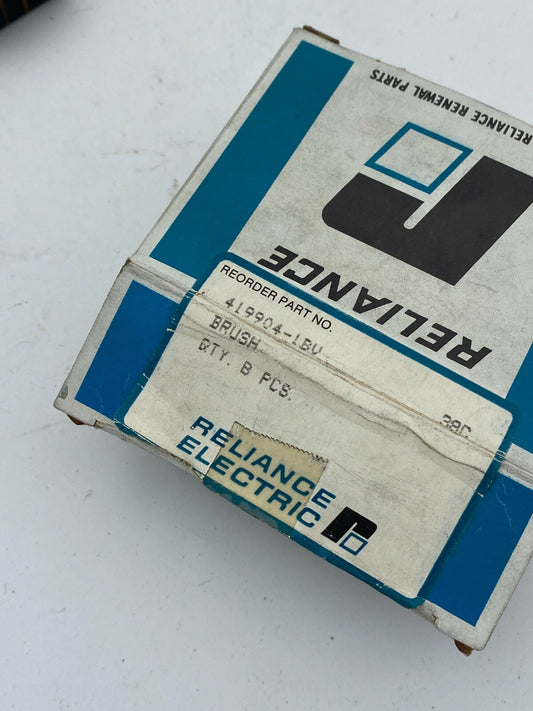 RELIANCE RENEWAL PARTS
RELIANCE
REORDER PART NO.
419904-1BV
BRUSH
QTY. 8 PCS.
RELIANCE
ELECTRIC